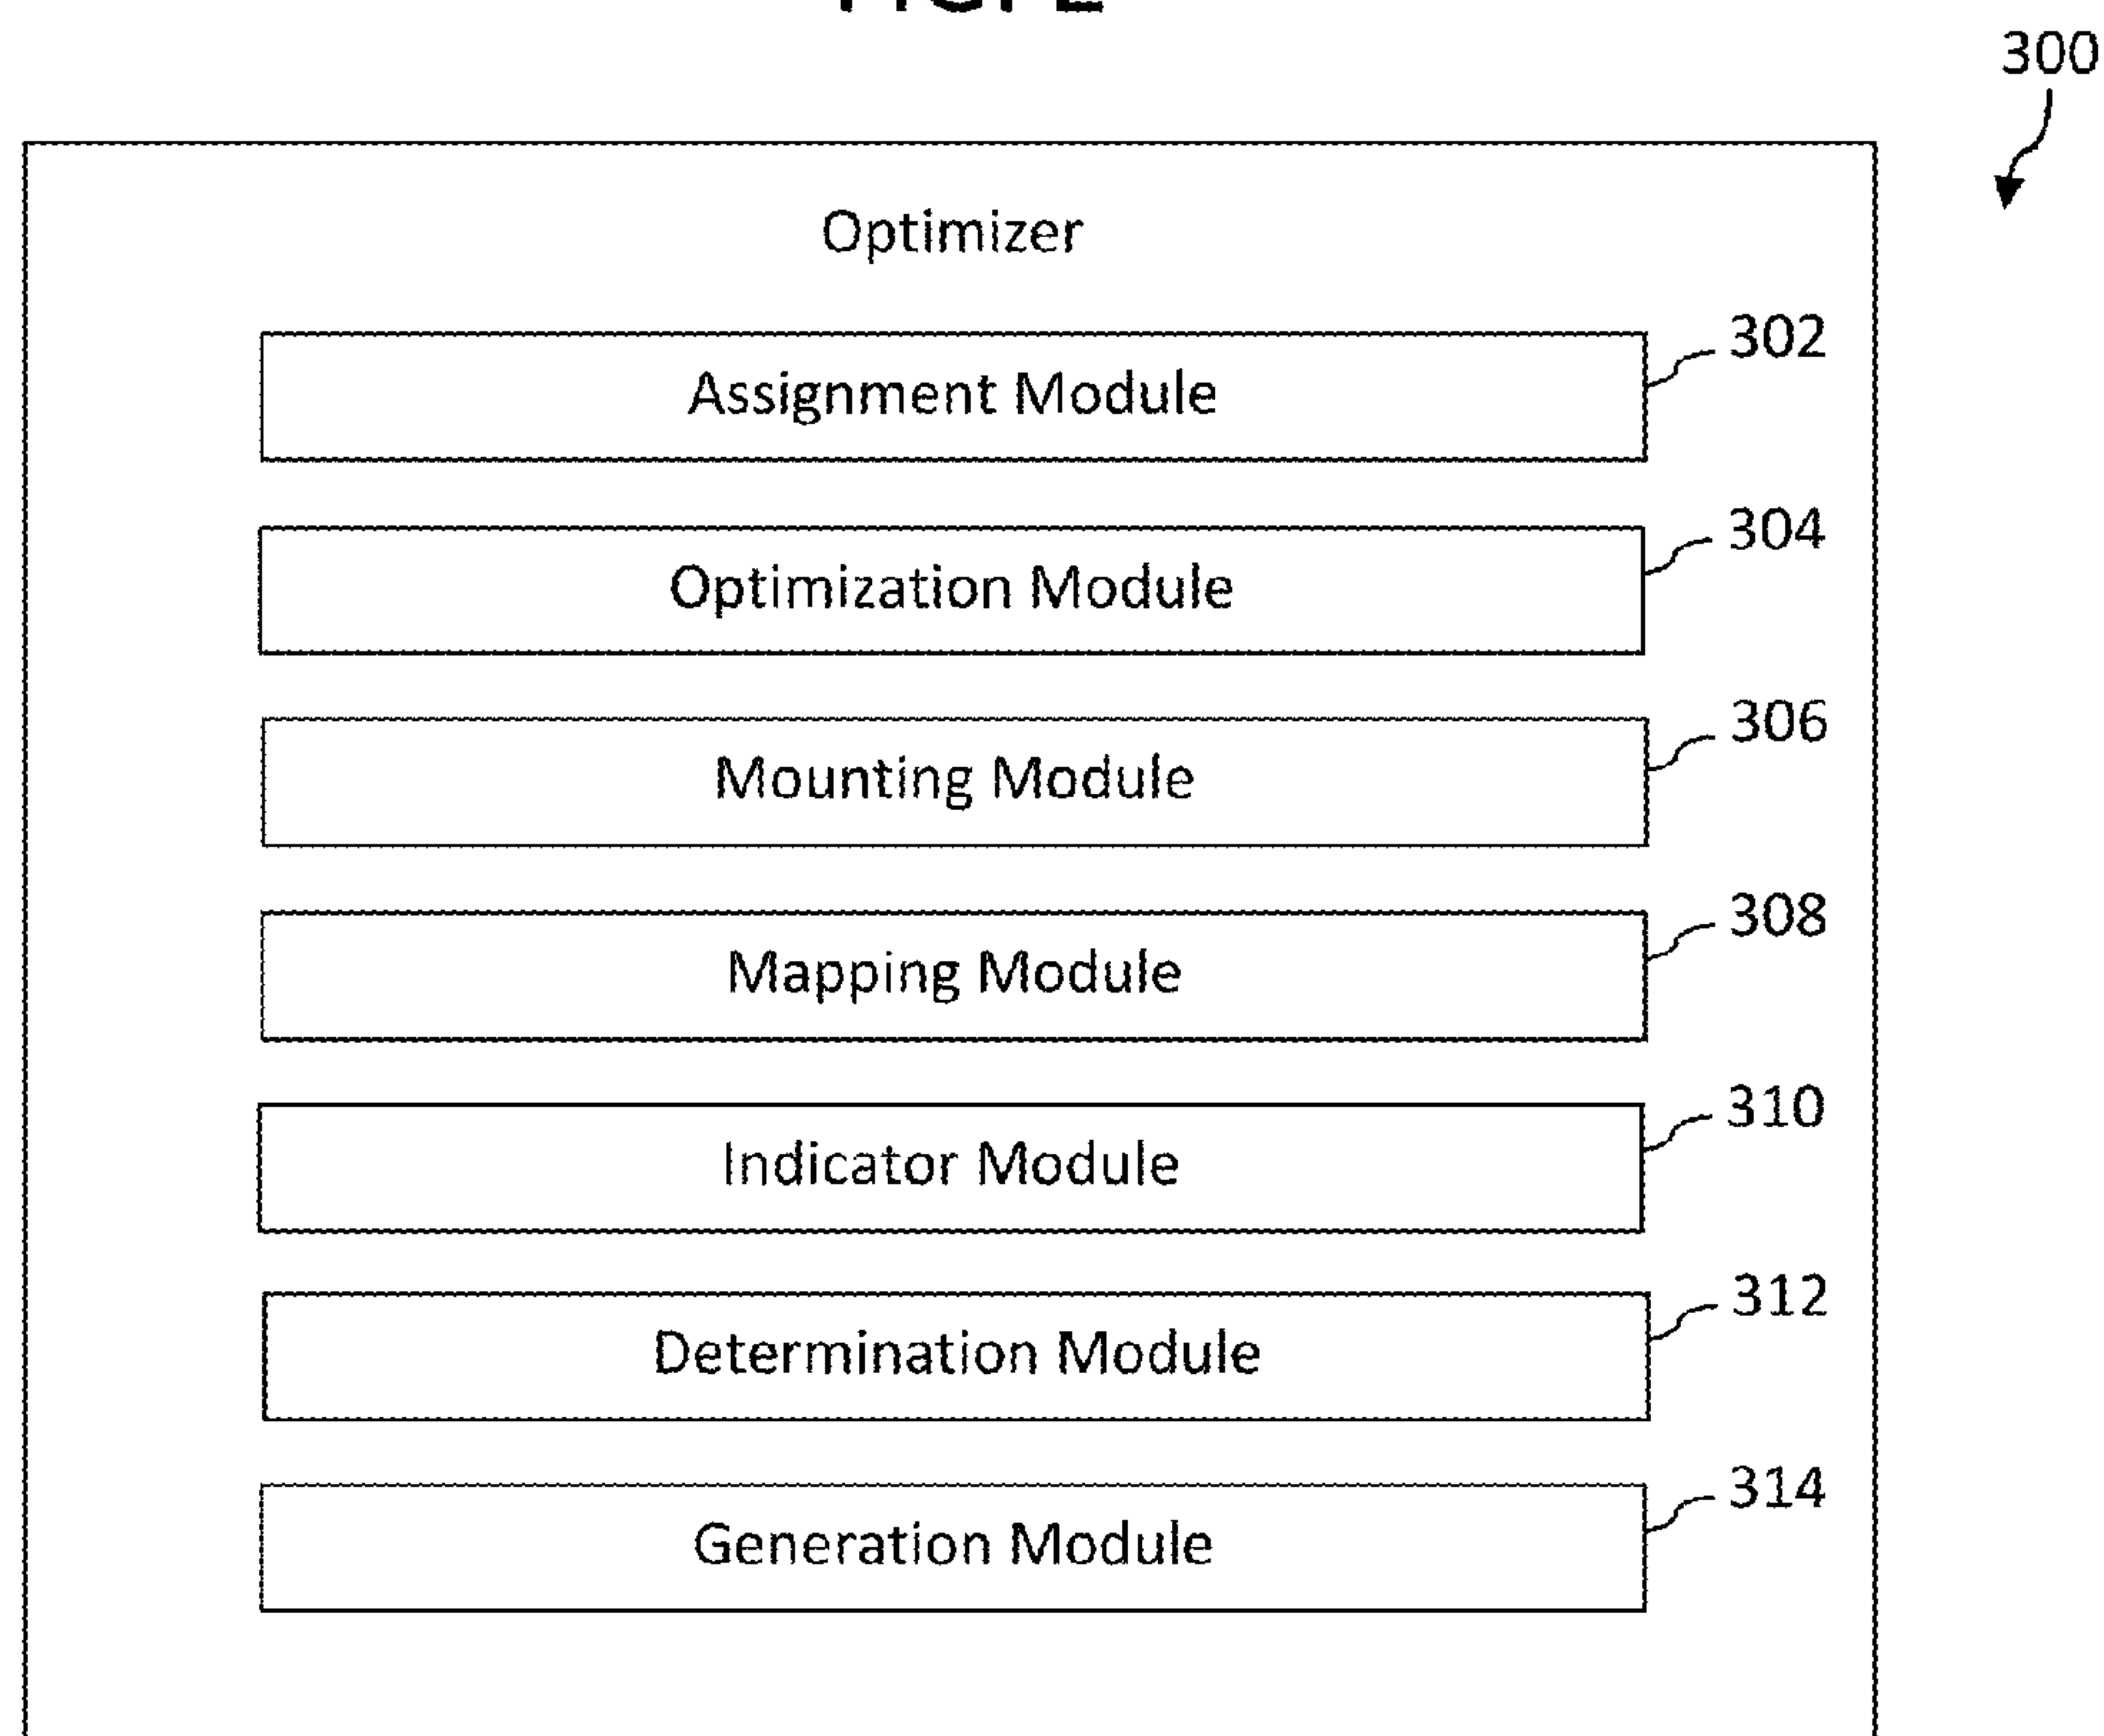 300
Optimizer
302
Assignment Module
304
Optimization Module
306
Mounting Module
308
Mapping Module
310
Indicator Module
312
Determination Module
314
Generation Module